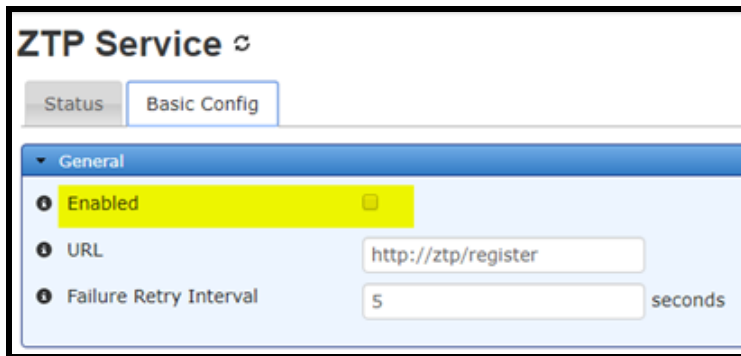 ZTP Service
Status Basic Config
General
Enabled
URL http://ztp/register
Failure Retry Interval 5 seconds